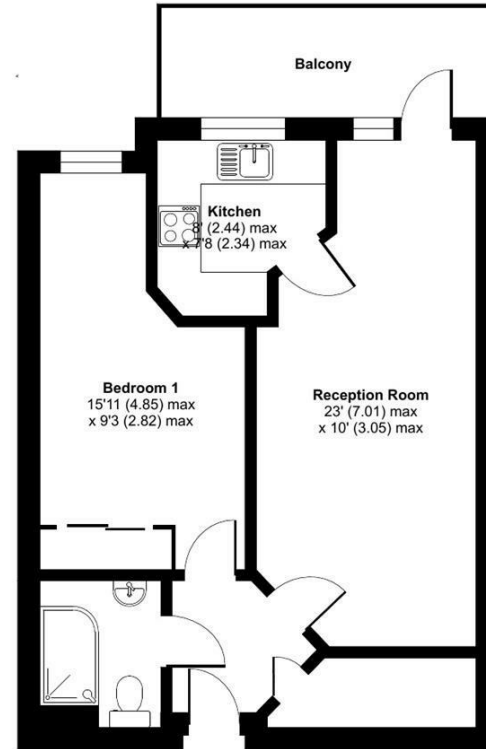 Balcony
Kitchen
8' (2.44) max
x 7'8 (2.34) max
Bedroom 1
15'11 (4.85) max
x 9'3 (2.82) max
Reception Room
23' (7.01) max
x 10' (3.05) max